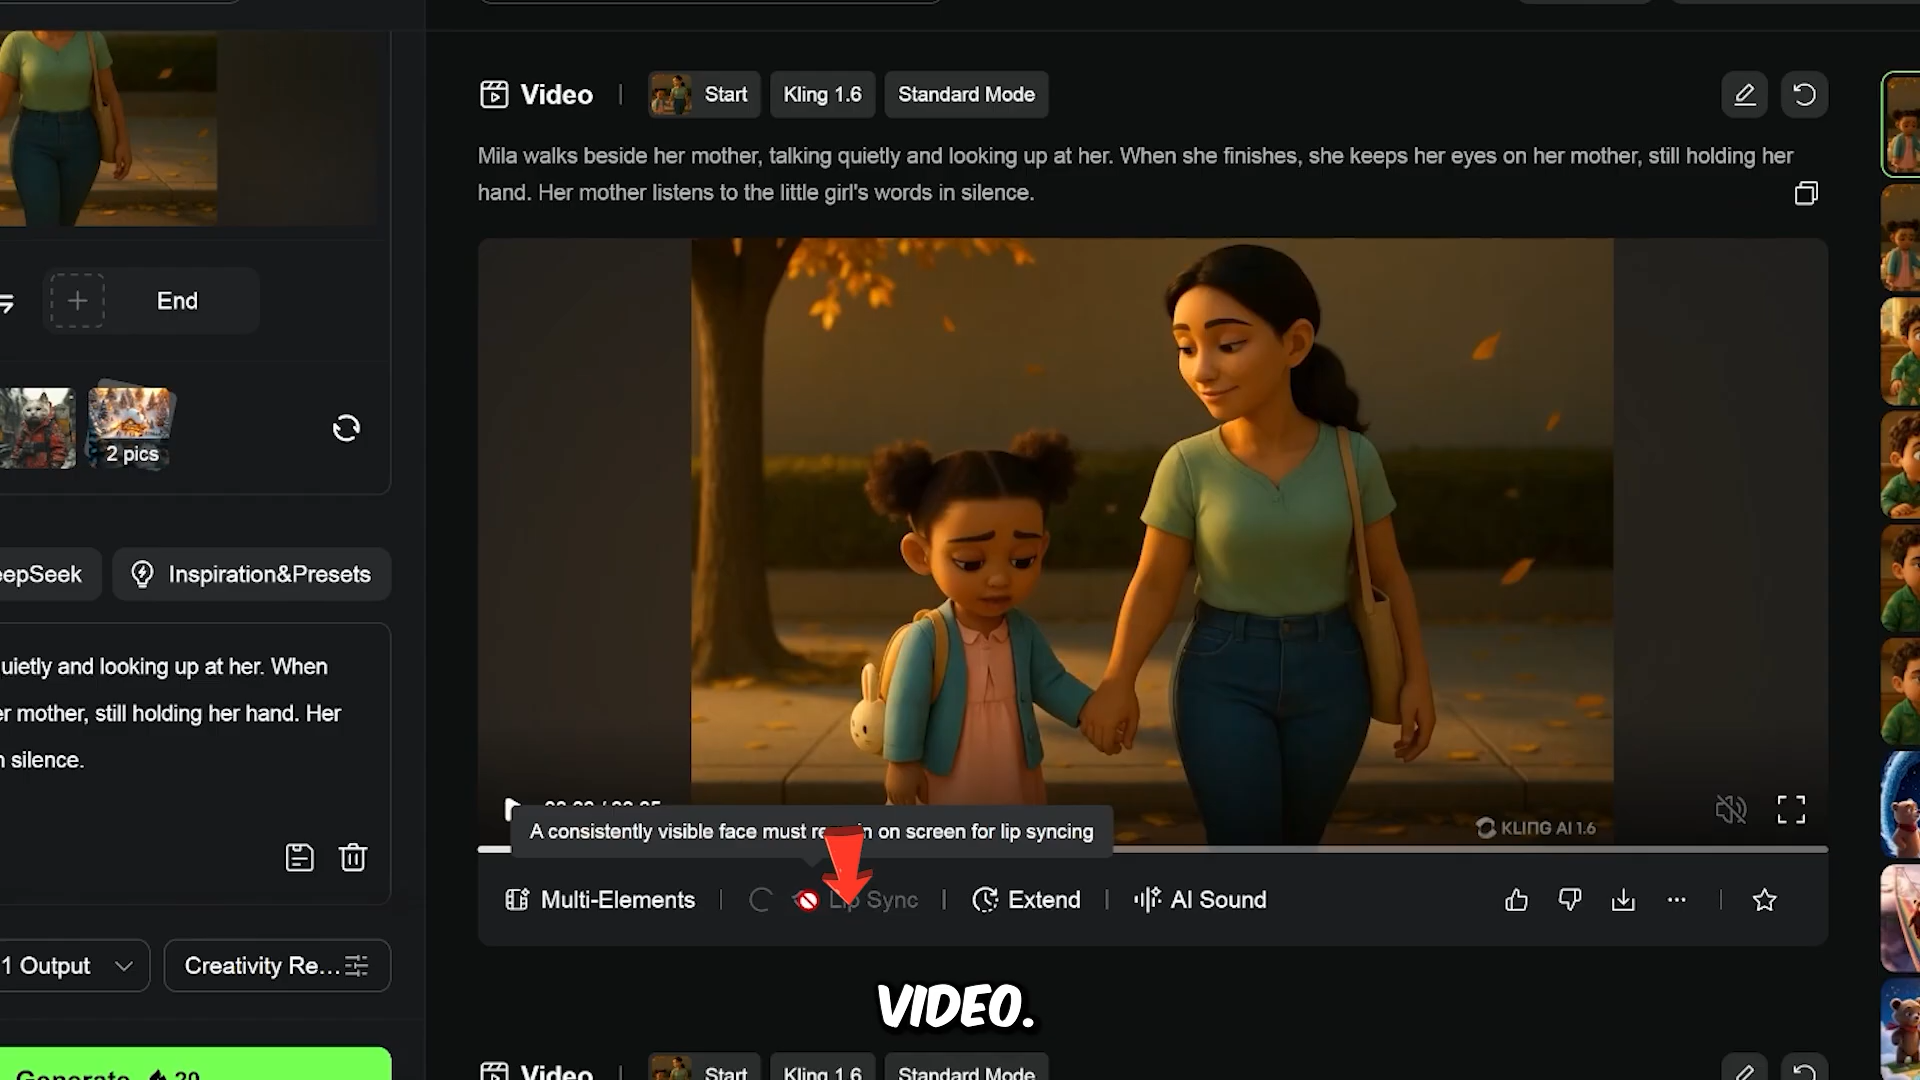 Video | Start Kling 1.6 Standard Mode
Mila walks beside her mother, talking quietly and looking up at her. When she finishes, she keeps her eyes on her mother, still holding her
hand. Her mother listens to the little girl's words in silence.
End
2 pics
epSeek
Inspiration&Presets
uietly and looking up at her. When
er mother, still holding her hand. Her
n silence.
1 Output
Creativity Re...
Generate 20
KLING AI 1.6
A consistently visible face must on screen for lip syncing
Multi-Elements | Lip Sync | Extend | AI Sound
VIDEO.
Video | Start Kling 1.6 Standard Mode